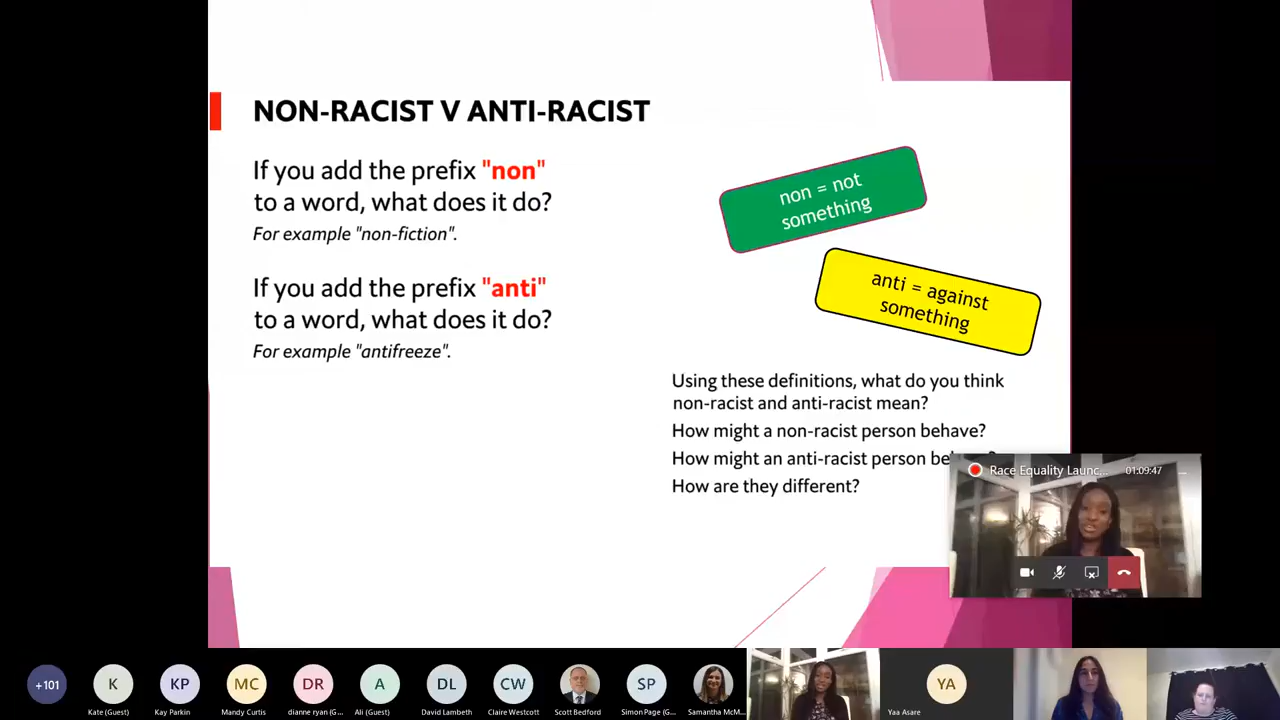 NON-RACIST V ANTI-RACIST
If you add the prefix "non"
to a word, what does it do?
For example "non-fiction".
If you add the prefix "anti"
to a word, what does it do?
For example "antifreeze".
non = not
something
anti = against
something
Using these definitions, what do you think
non-racist and anti-racist mean?
How might a non-racist person behave?
How might an anti-racist person be
How are they different?
Race Equality Launc...
01:09:47
+101
K
KP
MC
DR
A
DL
CW
SP
YA
Kate (Guest)
Kay Parkin
Mandy Curtis
dianne ryan (G...
Ali (Guest)
David Lambeth
Claire Westcott
Scott Bedford
Simon Page (G...
Samantha McM...
Yaa Asare